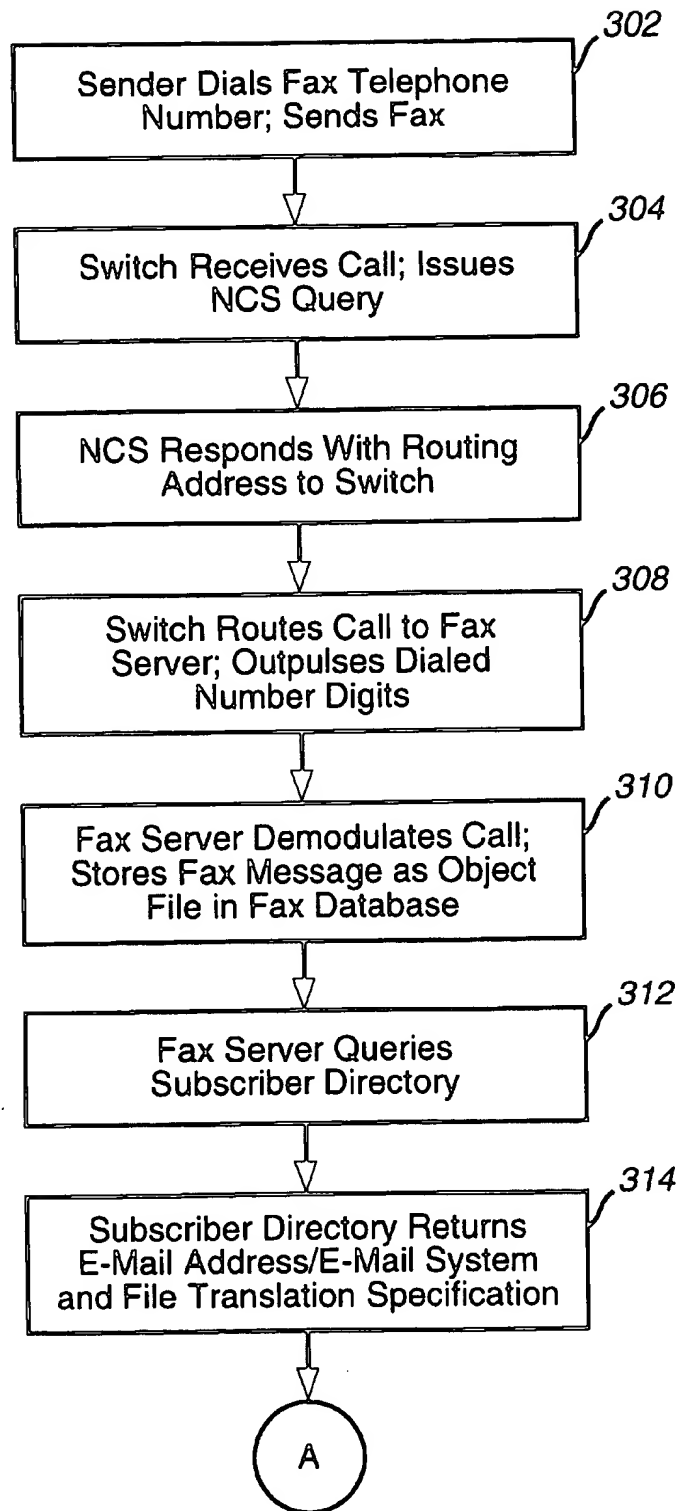 302
Sender Dials Fax Telephone
Number; Sends Fax
304
Switch Receives Call; Issues
NCS Query
306
NCS Responds With Routing
Address to Switch
308
Switch Routes Call to Fax
Server; Outpulses Dialed
Number Digits
310
Fax Server Demodulates Call;
Stores Fax Message as Object
File in Fax Database
312
Fax Server Queries
Subscriber Directory
314
Subscriber Directory Returns
E-Mail Address/E-Mail System
and File Translation Specification
A